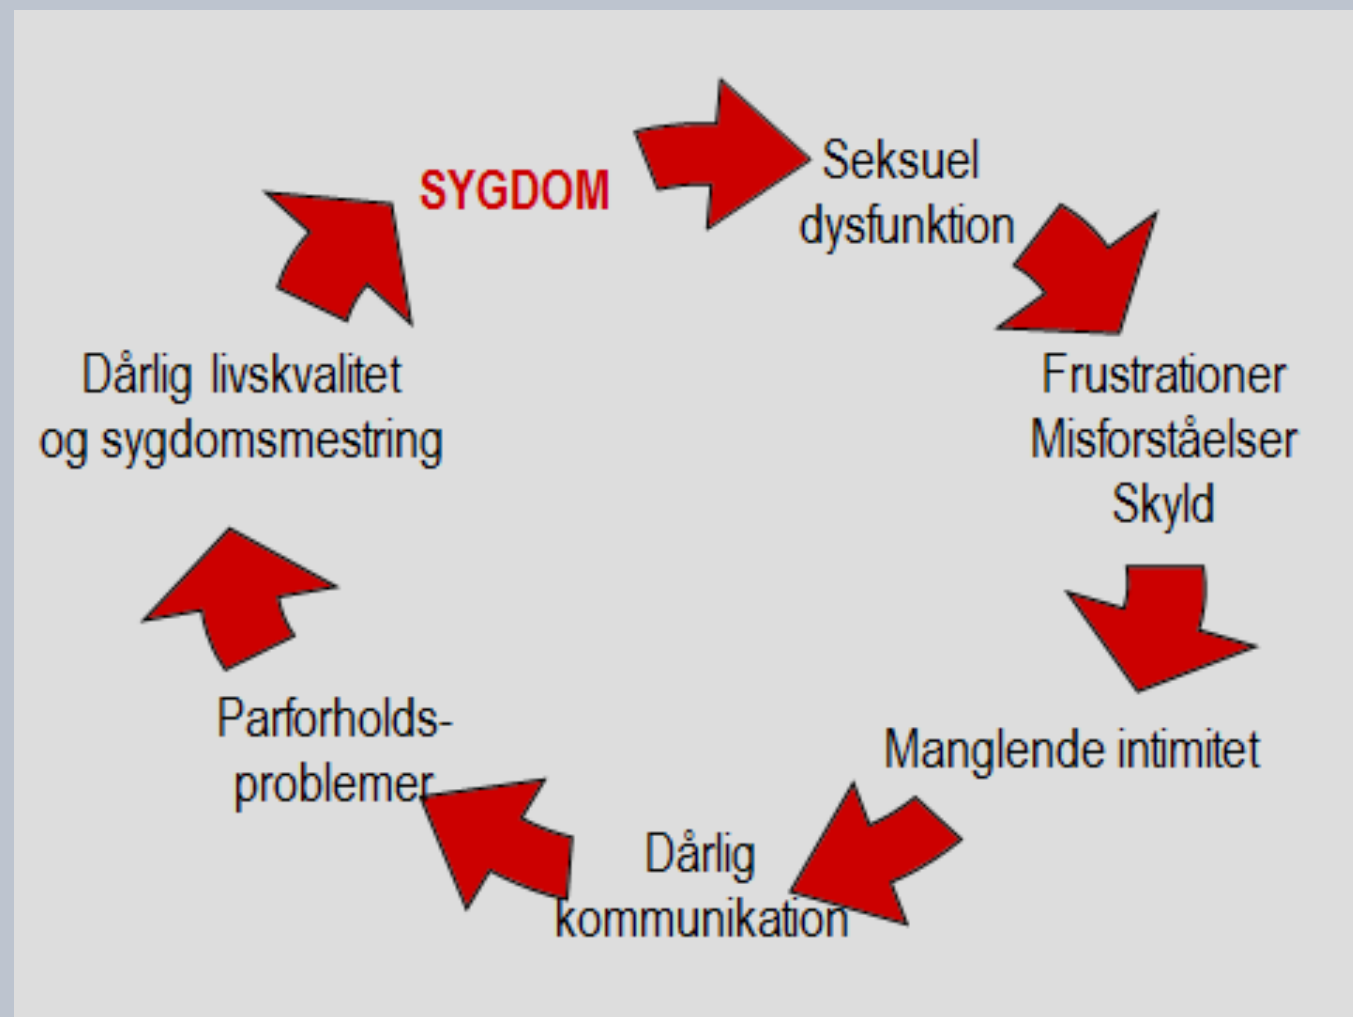 SYGDOM
Seksuel
dysfunktion
Frustrationer
Misforståelser
Skyld
Manglende intimitet
Dårlig
kommunikation
Parforholds-
problemer
Dårlig livskvalitet
og sygdomsmestring